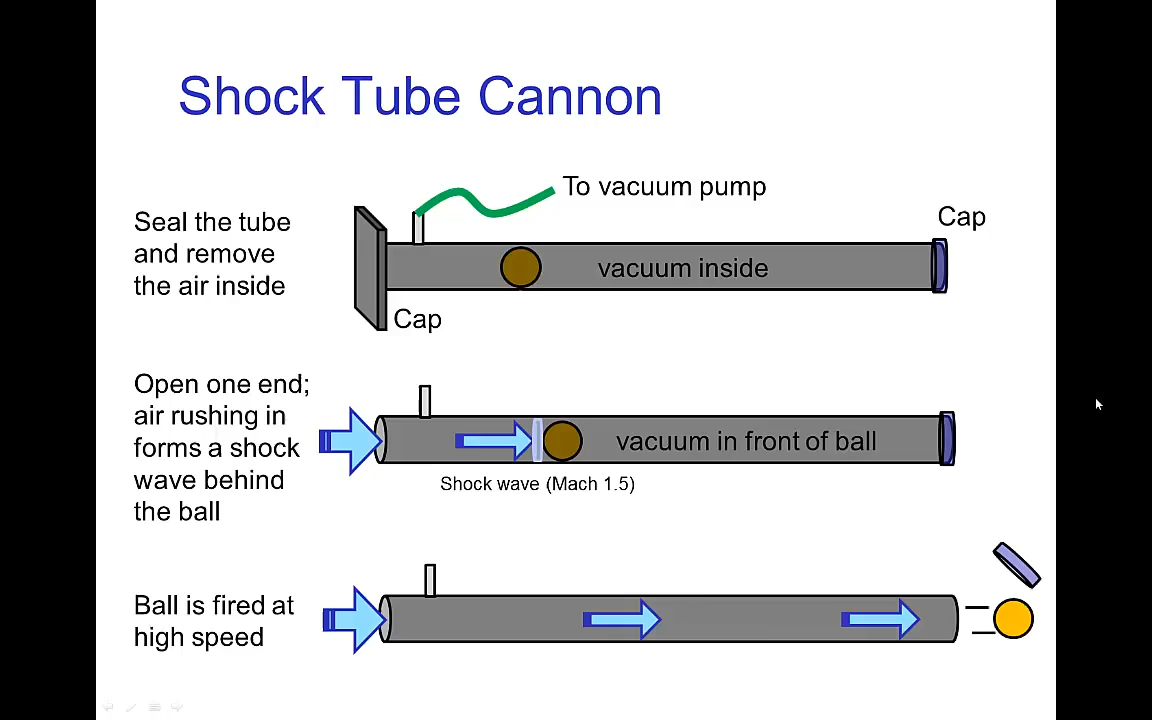 Shock Tube Cannon
To vacuum pump
Seal the tube
and remove
the air inside
Cap
vacuum inside
Cap
Open one end;
air rushing in
forms a shock
wave behind
the ball
vacuum in front of ball
Shock wave (Mach 1.5)
Ball is fired at
high speed